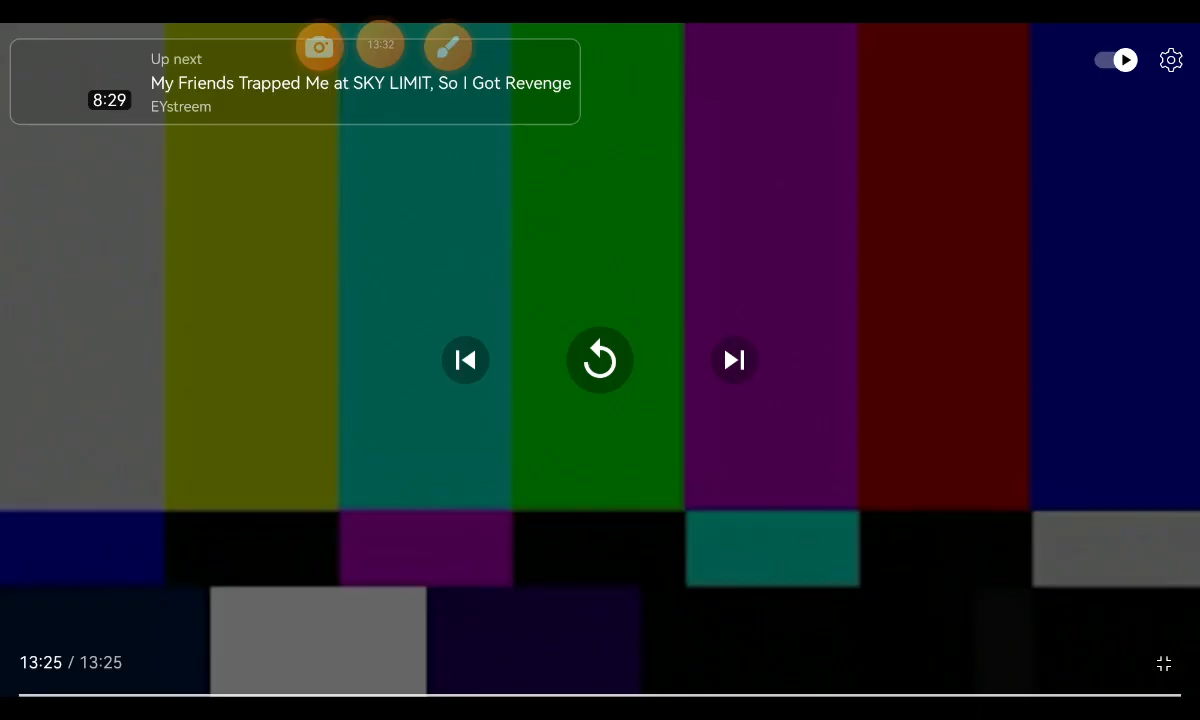 13:32
Up next
My Friends Trapped Me at SKY LIMIT, So I Got Revenge
8:29
EYstreem
13:25 / 13:25